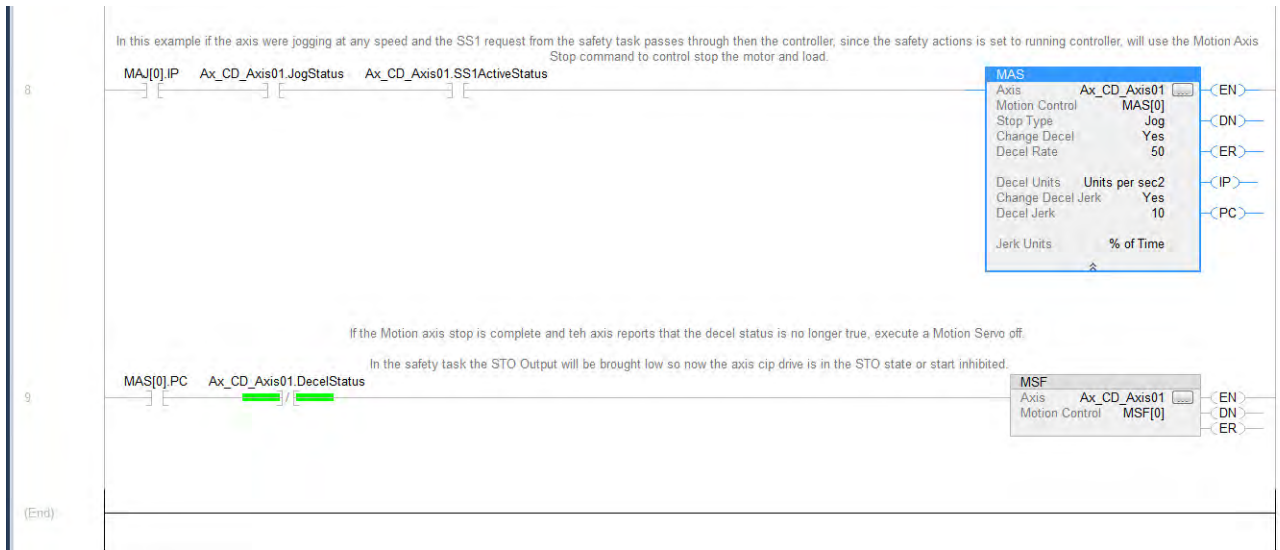 In this example if the axis were jogging at any speed and the SS1 request from the safety task passes through then the controller, since the safety actions is set to running controller, will use the Motion Axis
Stop command to control stop the motor and load.
MAJ[0].IP Ax_CD_Axis01.JogStatus Ax_CD_Axis01.SS1ActiveStatus
8
MAS
Axis Ax_CD_Axis01 ... EN
Motion Control MAS[0]
Stop Type Jog DN
Change Decel Yes
Decel Rate 50 ER
Decel Units Units per sec2 IP
Change Decel Jerk Yes
Decel Jerk 10 PC
Jerk Units % of Time
If the Motion axis stop is complete and teh axis reports that the decel status is no longer true, execute a Motion Servo off.
In the safety task the STO Output will be brought low so now the axis cip drive is in the STO state or start inhibited.
MAS[0].PC Ax_CD_Axis01.DecelStatus
9
MSF
Axis Ax_CD_Axis01 ... EN
Motion Control MSF[0] DN
ER
(End)